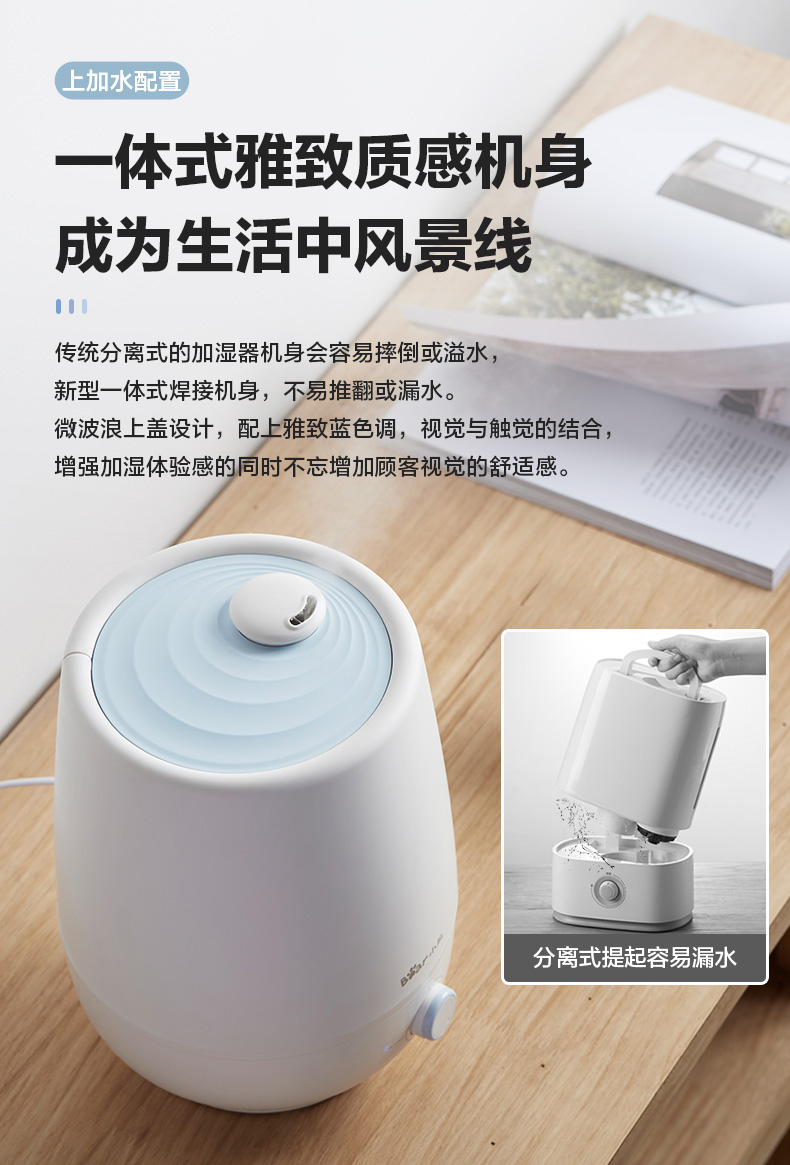 上加水配置
一体式雅致质感机身
成为生活中风景线
传统分离式的加湿器机身会容易摔倒或溢水，
新型一体式焊接机身，不易推翻或漏水。
微波浪上盖设计，配上雅致蓝色调，视觉与触觉的结合，
增强加湿体验感的同时不忘增加顾客视觉的舒适感。
Bear
分离式提起容易漏水